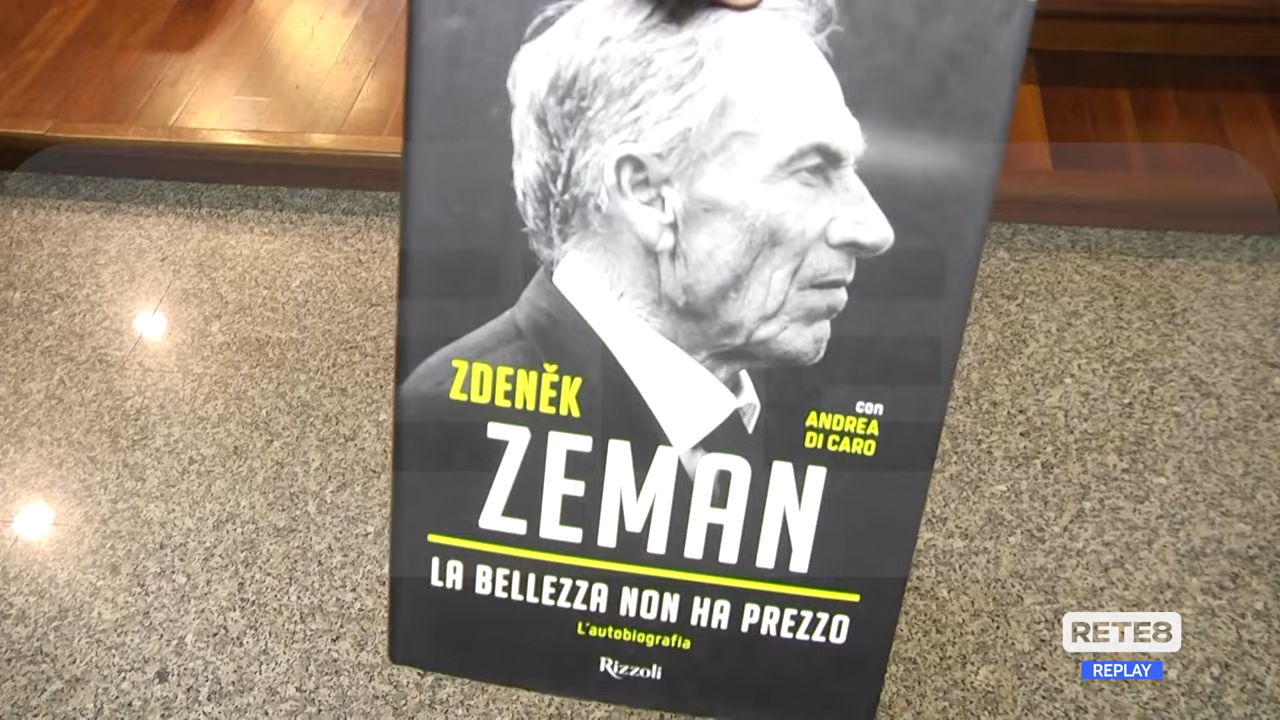 ZDENĚK
con
ANDREA
DI CARO
ZEMAN
LA BELLEZZA NON HA PREZZO
L'autobiografia
Rizzoli
RETE8
REPLAY